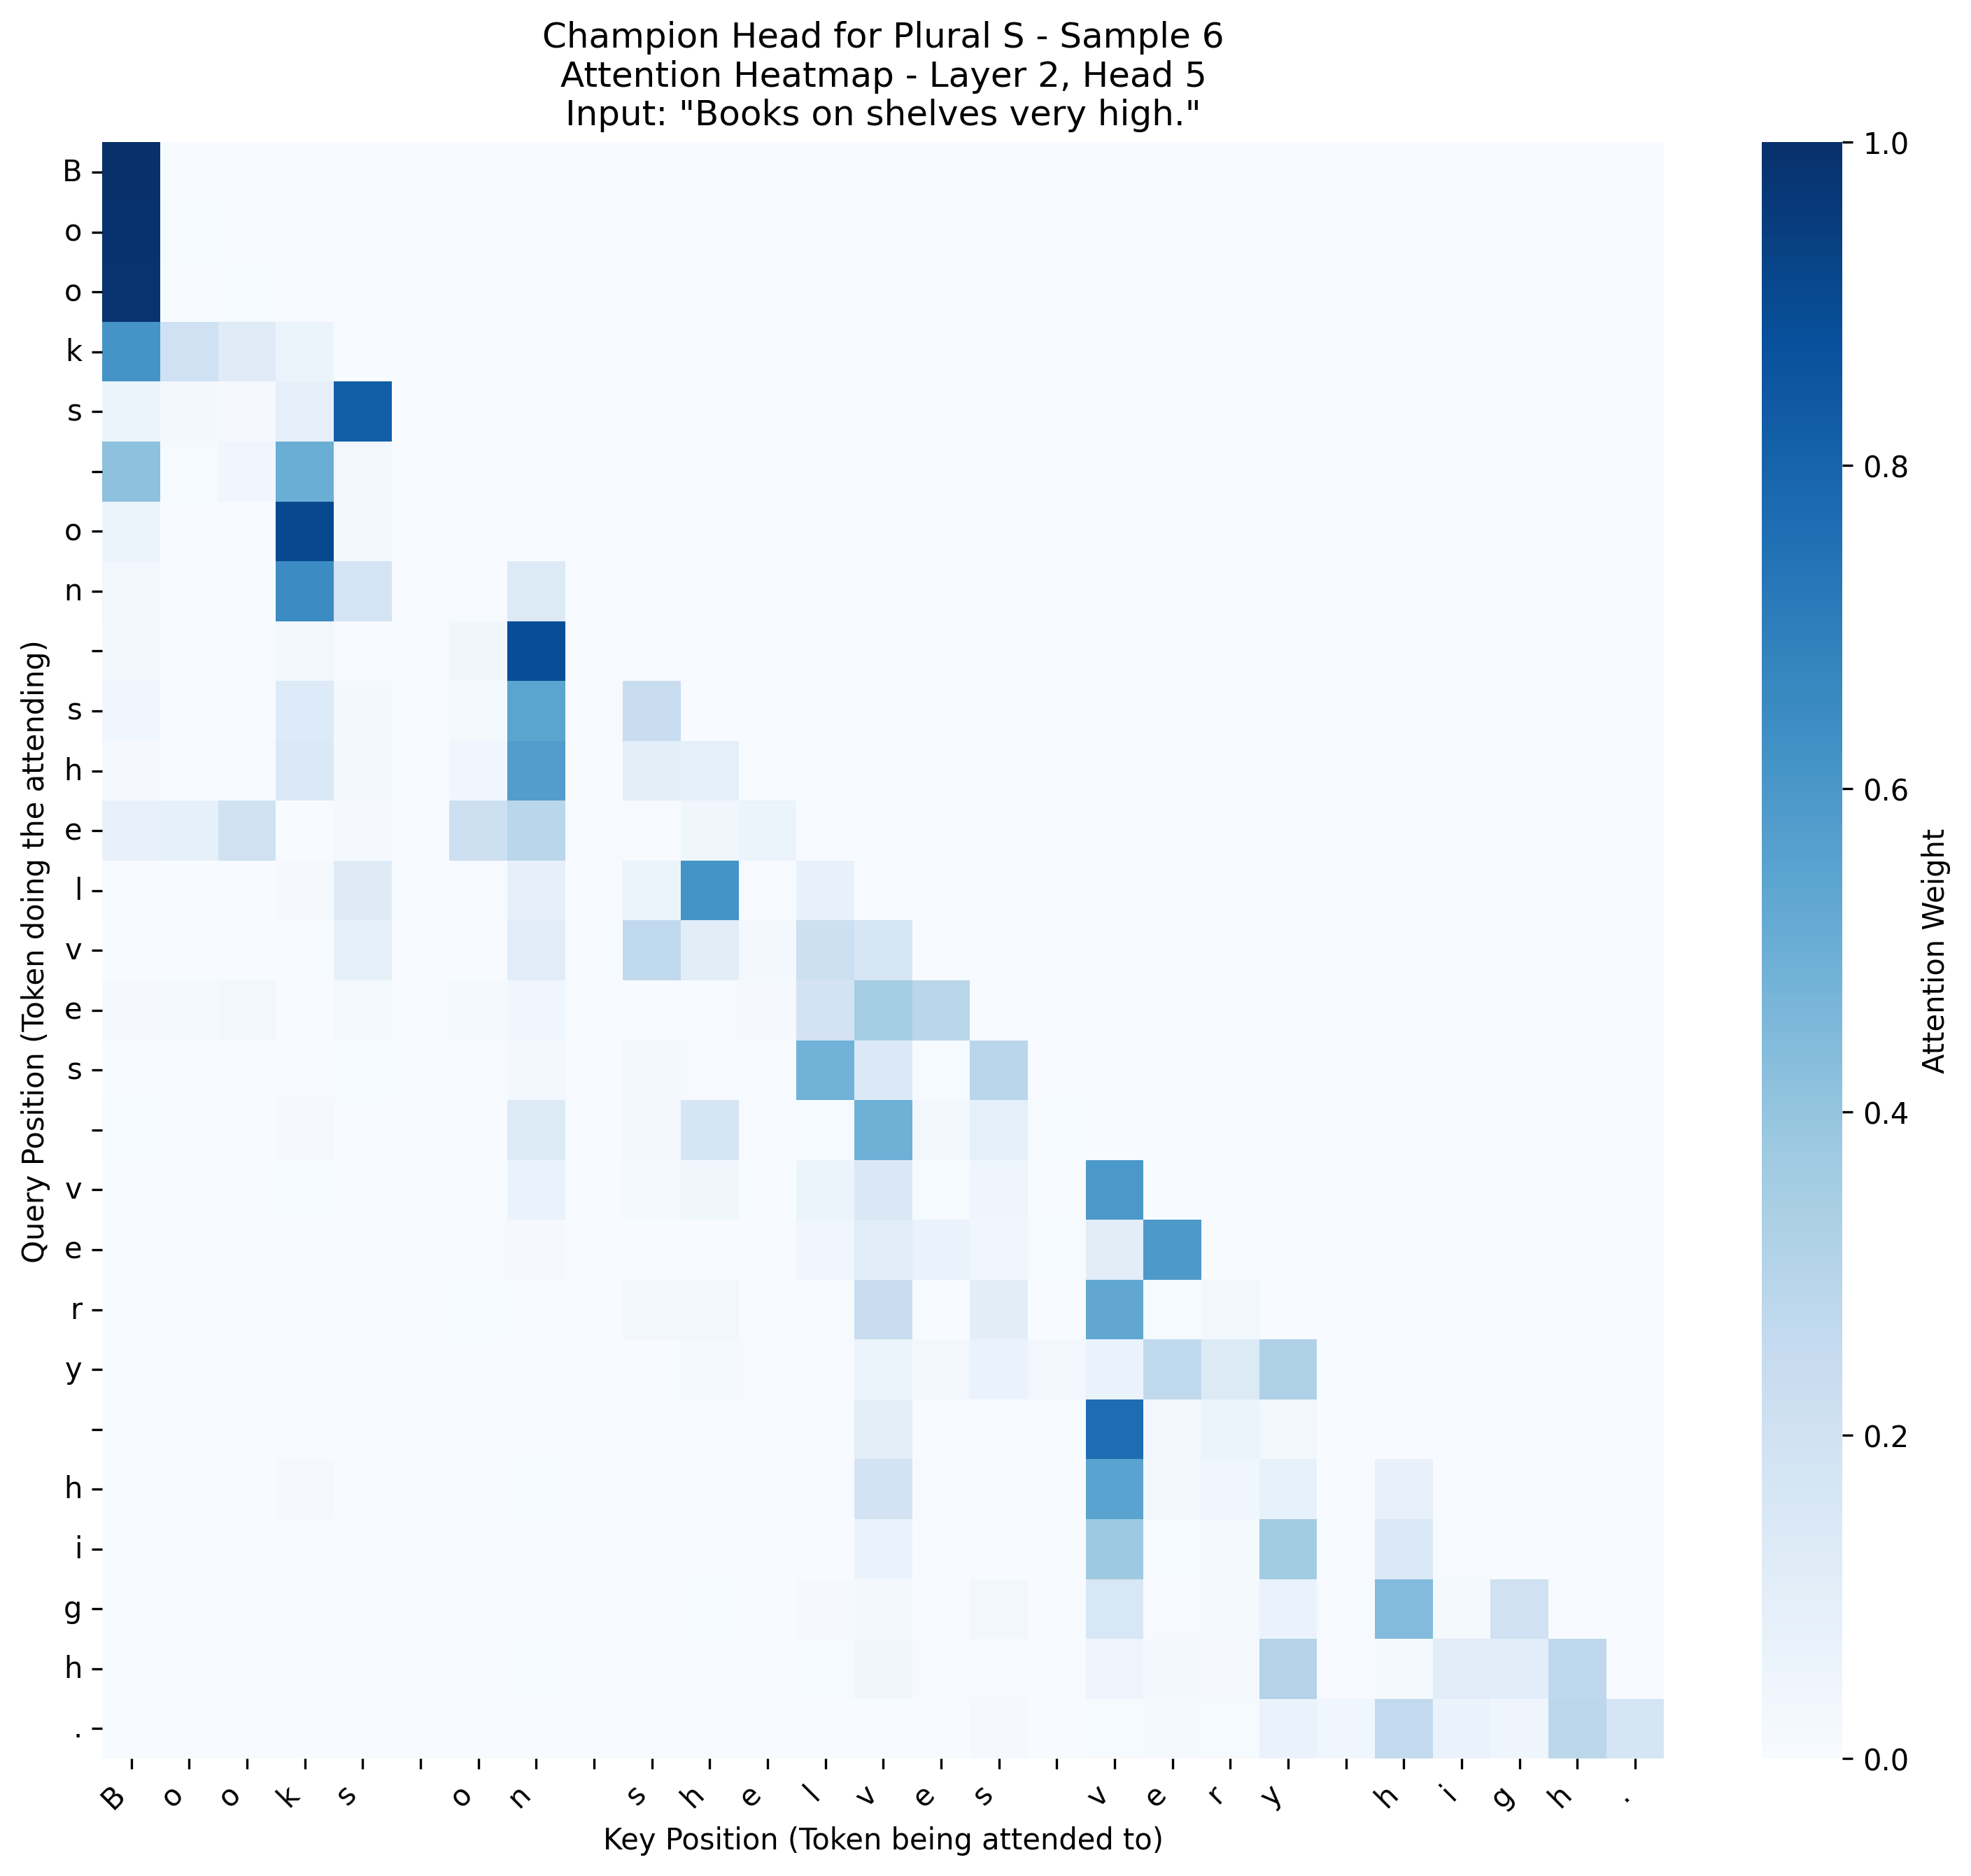 Champion Head for Plural S - Sample 6
Attention Heatmap - Layer 2, Head 5
Input: "Books on shelves very high."
Query Position (Token doing the attending)
B
o
o
k
s
o
n
s
h
e
l
v
e
s
v
e
r
y
h
i
g
h
.
B o o k s o n s h e l v e s v e r y h i g h .
Key Position (Token being attended to)
1.0
0.8
0.6
0.4
0.2
0.0
Attention Weight